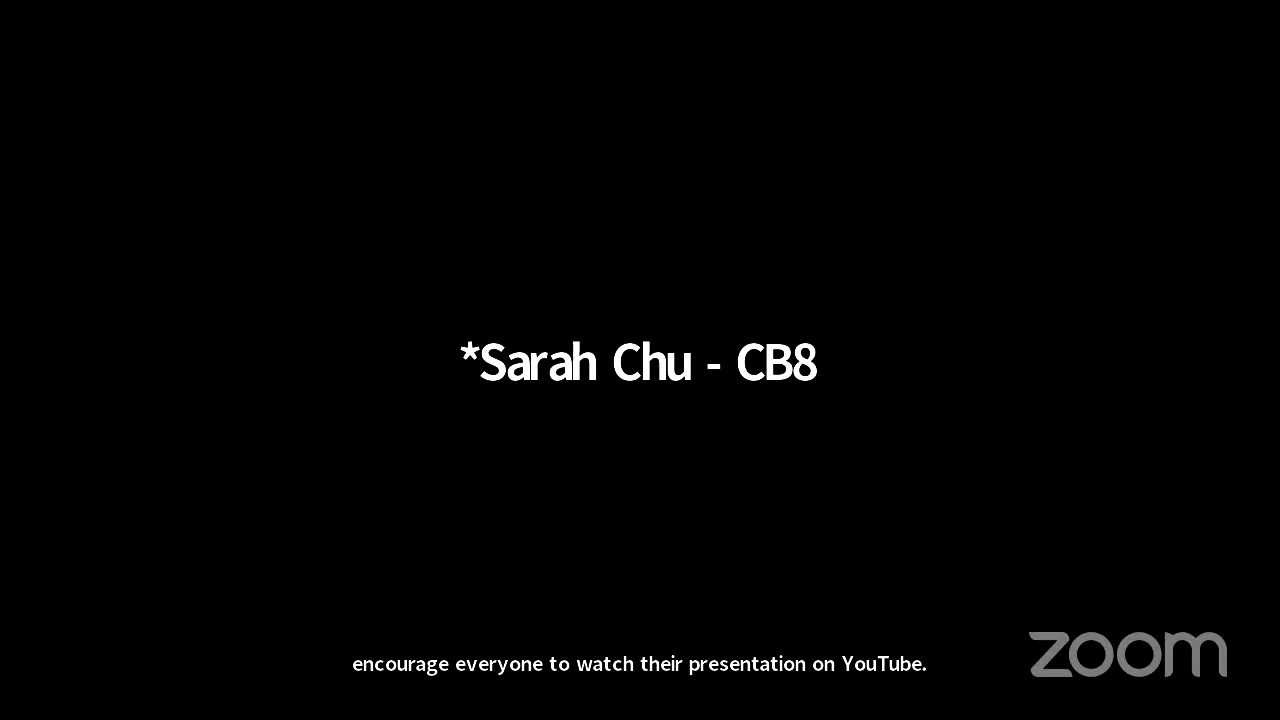 *Sarah Chu - CB8
encourage everyone to watch their presentation on YouTube.
zoom